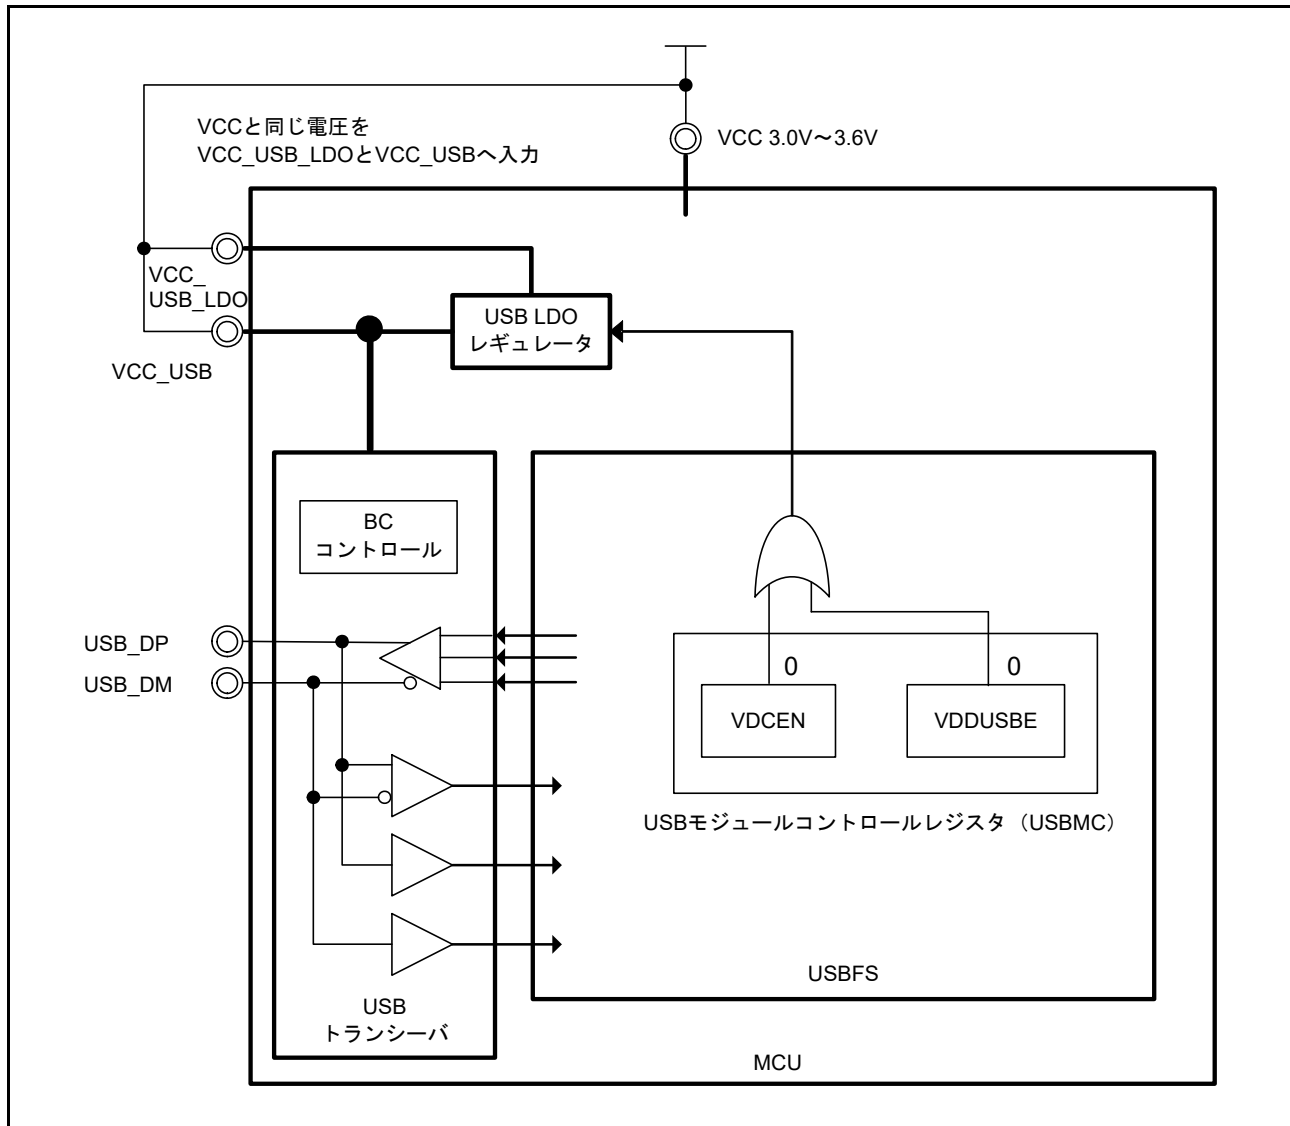 VCCと同じ電圧を
VCC_USB_LDOとVCC_USBへ入力
VCC 3.0V～3.6V
VCC_
USB_LDO
USB LDO
レギュレータ
VCC_USB
BC
コントロール
USB_DP
USB_DM
0
0
VDCEN
VDDUSBE
USBモジュールコントロールレジスタ（USBMC）
USBFS
USB
トランシーバ
MCU